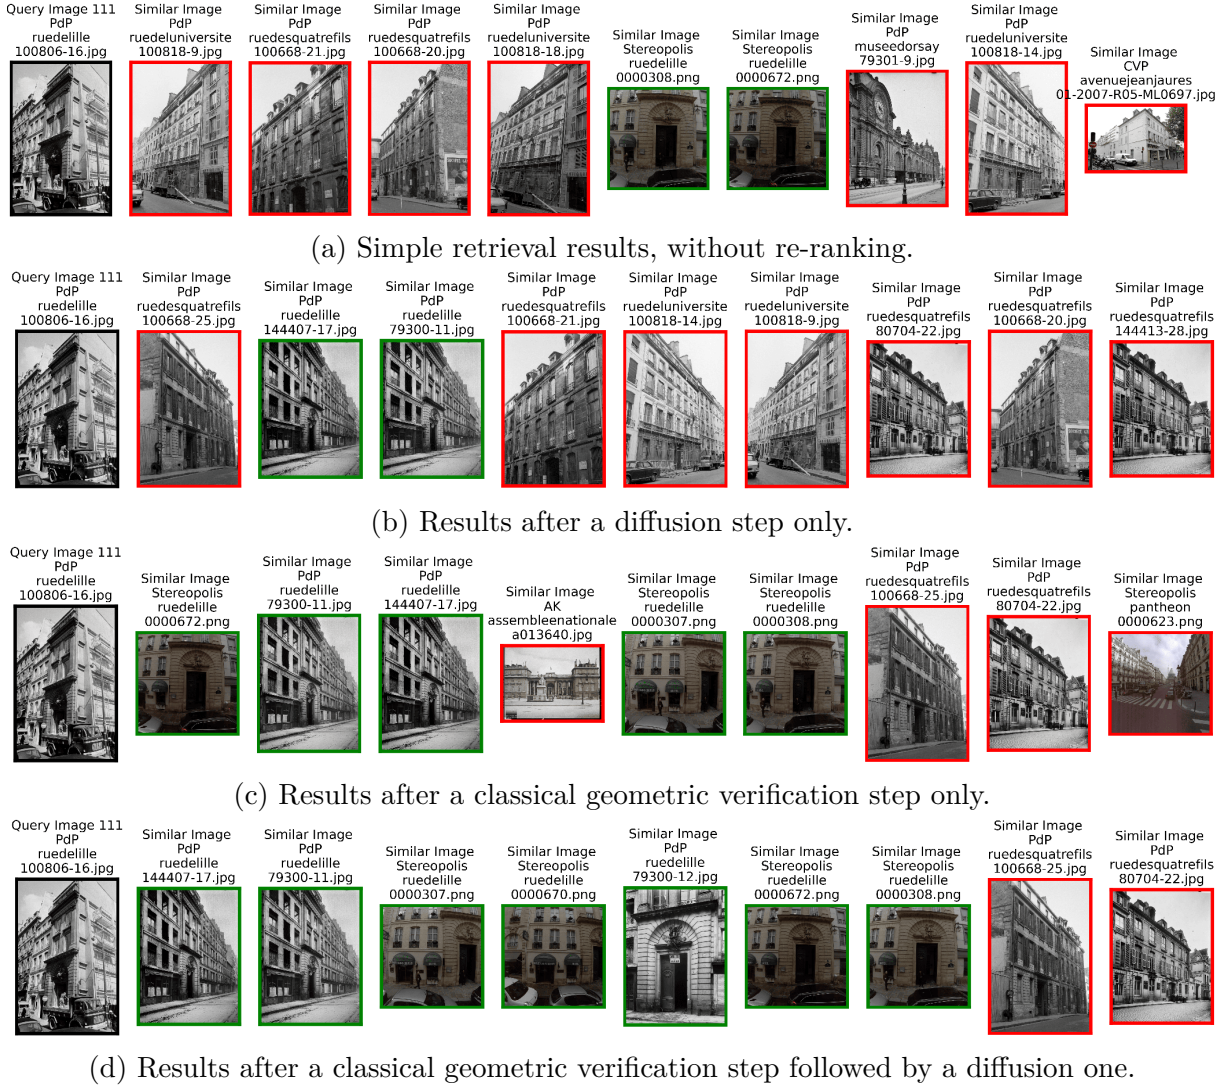 Query Image 111
PdP
ruedelille
100806-16.jpg
Similar Image
PdP
ruedeluniversite
100818-9.jpg
Similar Image
PdP
ruedesquatrefils
100668-21.jpg
Similar Image
PdP
ruedesquatrefils
100668-20.jpg
Similar Image
PdP
ruedeluniversite
100818-18.jpg
Similar Image
Stereopolis
ruedelille
0000308.png
Similar Image
Stereopolis
ruedelille
0000672.png
Similar Image
PdP
museedorsay
79301-9.jpg
Similar Image
PdP
ruedeluniversite
100818-14.jpg
Similar Image
CVP
avenuejeanjaures
01-2007-R05-ML0697.jpg
(a) Simple retrieval results, without re-ranking.
Query Image 111
PdP
ruedelille
100806-16.jpg
Similar Image
PdP
ruedesquatrefils
100668-25.jpg
Similar Image
PdP
ruedelille
144407-17.jpg
Similar Image
PdP
ruedelille
79300-11.jpg
Similar Image
PdP
ruedesquatrefils
100668-21.jpg
Similar Image
PdP
ruedeluniversite
100818-14.jpg
Similar Image
PdP
ruedeluniversite
100818-9.jpg
Similar Image
PdP
ruedesquatrefils
80704-22.jpg
Similar Image
PdP
ruedesquatrefils
100668-20.jpg
Similar Image
PdP
ruedesquatrefils
144413-28.jpg
(b) Results after a diffusion step only.
Query Image 111
PdP
ruedelille
100806-16.jpg
Similar Image
Stereopolis
ruedelille
0000672.png
Similar Image
PdP
ruedelille
79300-11.jpg
Similar Image
PdP
ruedelille
144407-17.jpg
Similar Image
AK
assembleenationale
a013640.jpg
Similar Image
Stereopolis
ruedelille
0000307.png
Similar Image
Stereopolis
ruedelille
0000308.png
Similar Image
PdP
ruedesquatrefils
100668-25.jpg
Similar Image
PdP
ruedesquatrefils
80704-22.jpg
Similar Image
Stereopolis
pantheon
0000623.png
(c) Results after a classical geometric verification step only.
Query Image 111
PdP
ruedelille
100806-16.jpg
Similar Image
PdP
ruedelille
144407-17.jpg
Similar Image
PdP
ruedelille
79300-11.jpg
Similar Image
Stereopolis
ruedelille
0000307.png
Similar Image
Stereopolis
ruedelille
0000670.png
Similar Image
PdP
ruedelille
79300-12.jpg
Similar Image
Stereopolis
ruedelille
0000672.png
Similar Image
Stereopolis
ruedelille
0000308.png
Similar Image
PdP
ruedesquatrefils
100668-25.jpg
Similar Image
PdP
ruedesquatrefils
80704-22.jpg
(d) Results after a classical geometric verification step followed by a diffusion one.